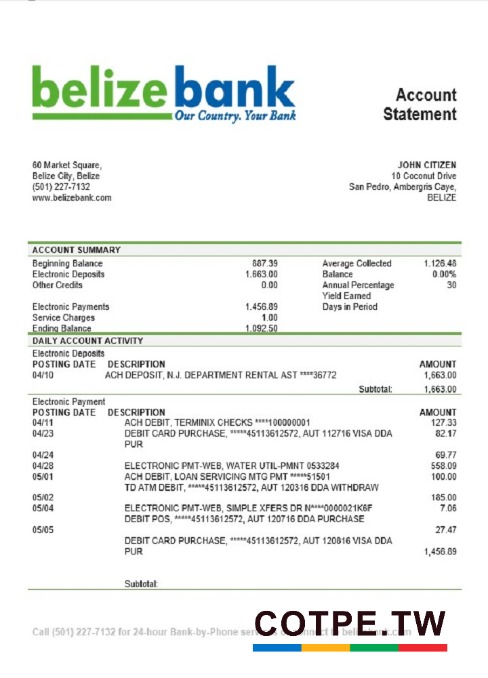 belizebank
Our Country. Your Bank
Account
Statement
60 Market Square,
Belize City, Belize
(501) 227-7132
www.belizebank.com
JOHN CITIZEN
10 Coconut Drive
San Pedro, Ambergris Caye,
BELIZE
ACCOUNT SUMMARY
Beginning Balance 887.39 Average Collected 1,126.48
Electronic Deposits 1,663.00 Balance 0.00%
Other Credits 0.00 Annual Percentage 30
Yield Earned
Electronic Payments 1,456.89 Days in Period
Service Charges 1.00
Ending Balance 1,092.50
DAILY ACCOUNT ACTIVITY
Electronic Deposits
POSTING DATE DESCRIPTION AMOUNT
04/10 ACH DEPOSIT, N.J. DEPARTMENT RENTAL AST ****36772 1,663.00
Subtotal: 1,663.00
Electronic Payment
POSTING DATE DESCRIPTION AMOUNT
04/11 ACH DEBIT, TERMINIX CHECKS ****100000001 127.33
04/23 DEBIT CARD PURCHASE, *****45113612572, AUT 112716 VISA DDA 82.17
PUR
04/24 69.77
04/28 ELECTRONIC PMT-WEB, WATER UTIL-PMNT 0533284 558.09
05/01 ACH DEBIT, LOAN SERVICING MTG PMT *****51501 100.00
TD ATM DEBIT, *****45113612572, AUT 120316 DDA WITHDRAW
05/02 185.00
05/04 ELECTRONIC PMT-WEB, SIMPLE XFERS DR N****0000021K6F 7.06
DEBIT POS, *****45113612572, AUT 120716 DDA PURCHASE
05/05 27.47
DEBIT CARD PURCHASE, *****45113612572, AUT 120816 VISA DDA
PUR 1,456.89
Subtotal:
Call (501) 227-7132 for 24-hour Bank-by-Phone
COTPE.TW